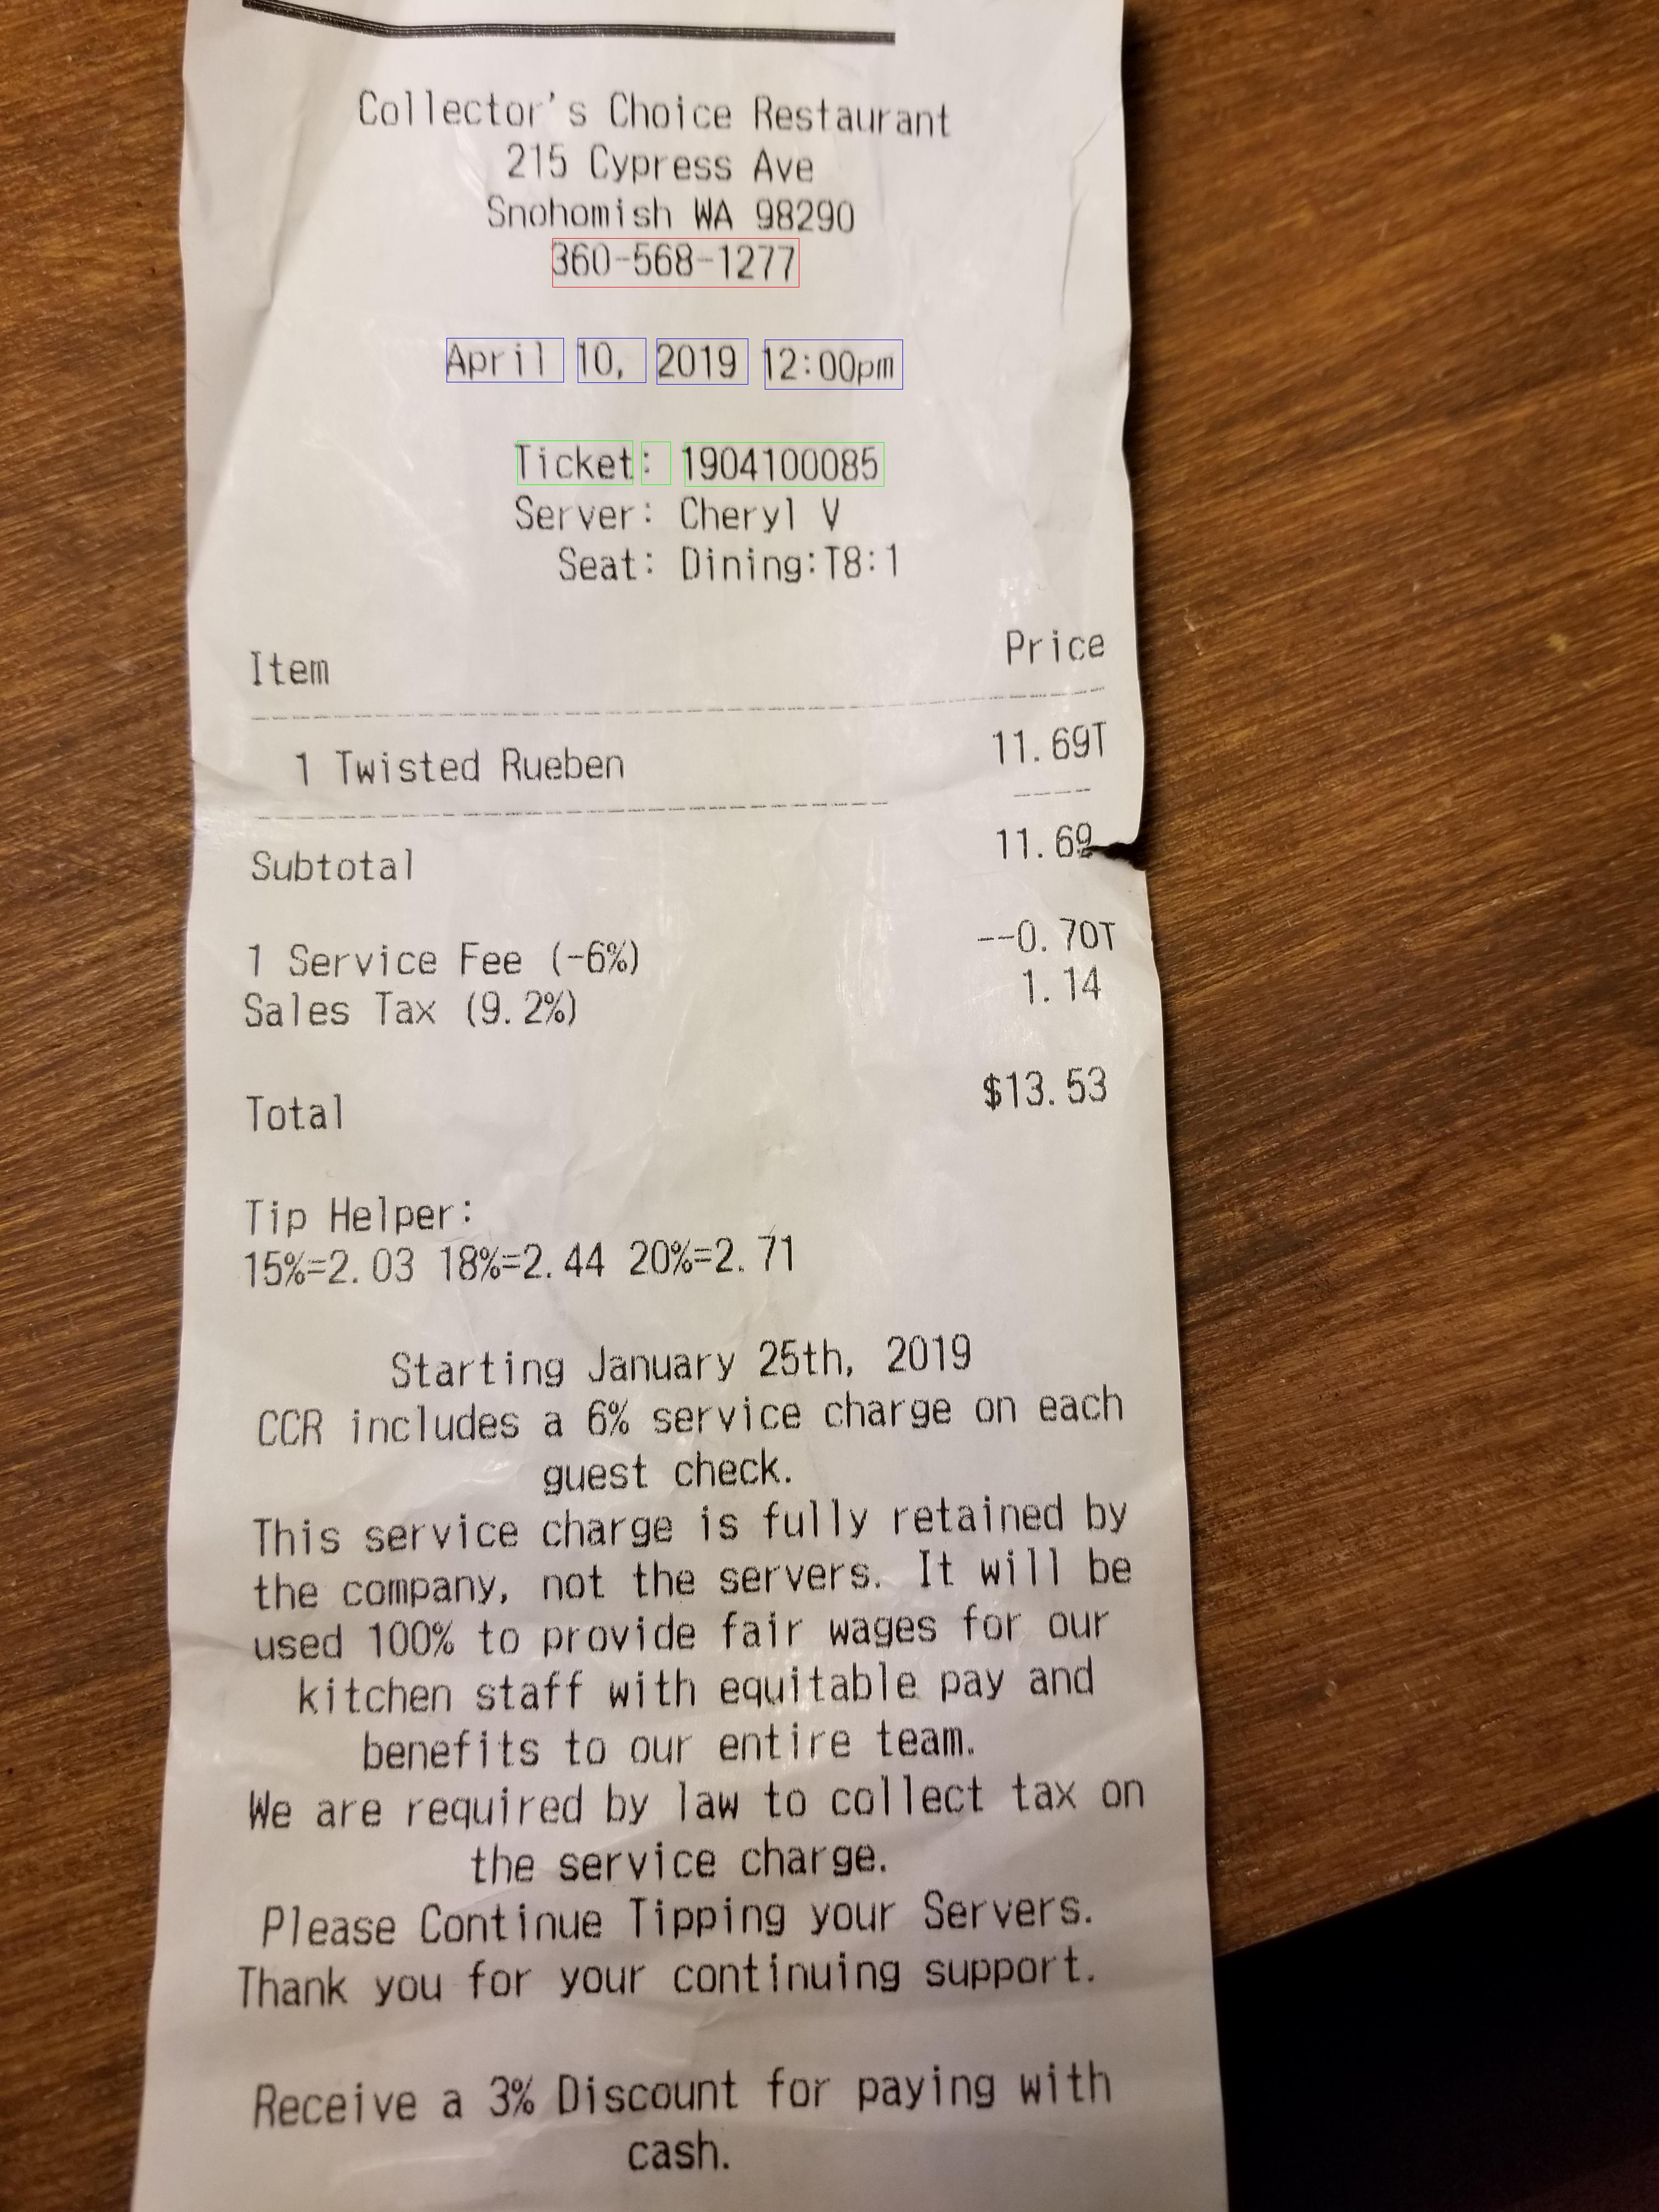 Collector's Choice Restaurant
215 Cypress Ave
Snohomish WA 98290
360-568-1277
April 10, 2019 12:00pm
Ticket: 1904100085
Server: Cheryl V
Seat: Dining:T8:1
Item Price
1 Twisted Rueben 11.69T
Subtotal 11.69
1 Service Fee (-6%) --0.70T
Sales Tax (9.2%) 1.14
Total $13.53
Tip Helper:
15%=2.03 18%=2.44 20%=2.71
Starting January 25th, 2019
CCR includes a 6% service charge on each
guest check.
This service charge is fully retained by
the company, not the servers. It will be
used 100% to provide fair wages for our
kitchen staff with equitable pay and
benefits to our entire team.
We are required by law to collect tax on
the service charge.
Please Continue Tipping your Servers.
Thank you for your continuing support.
Receive a 3% Discount for paying with
cash.